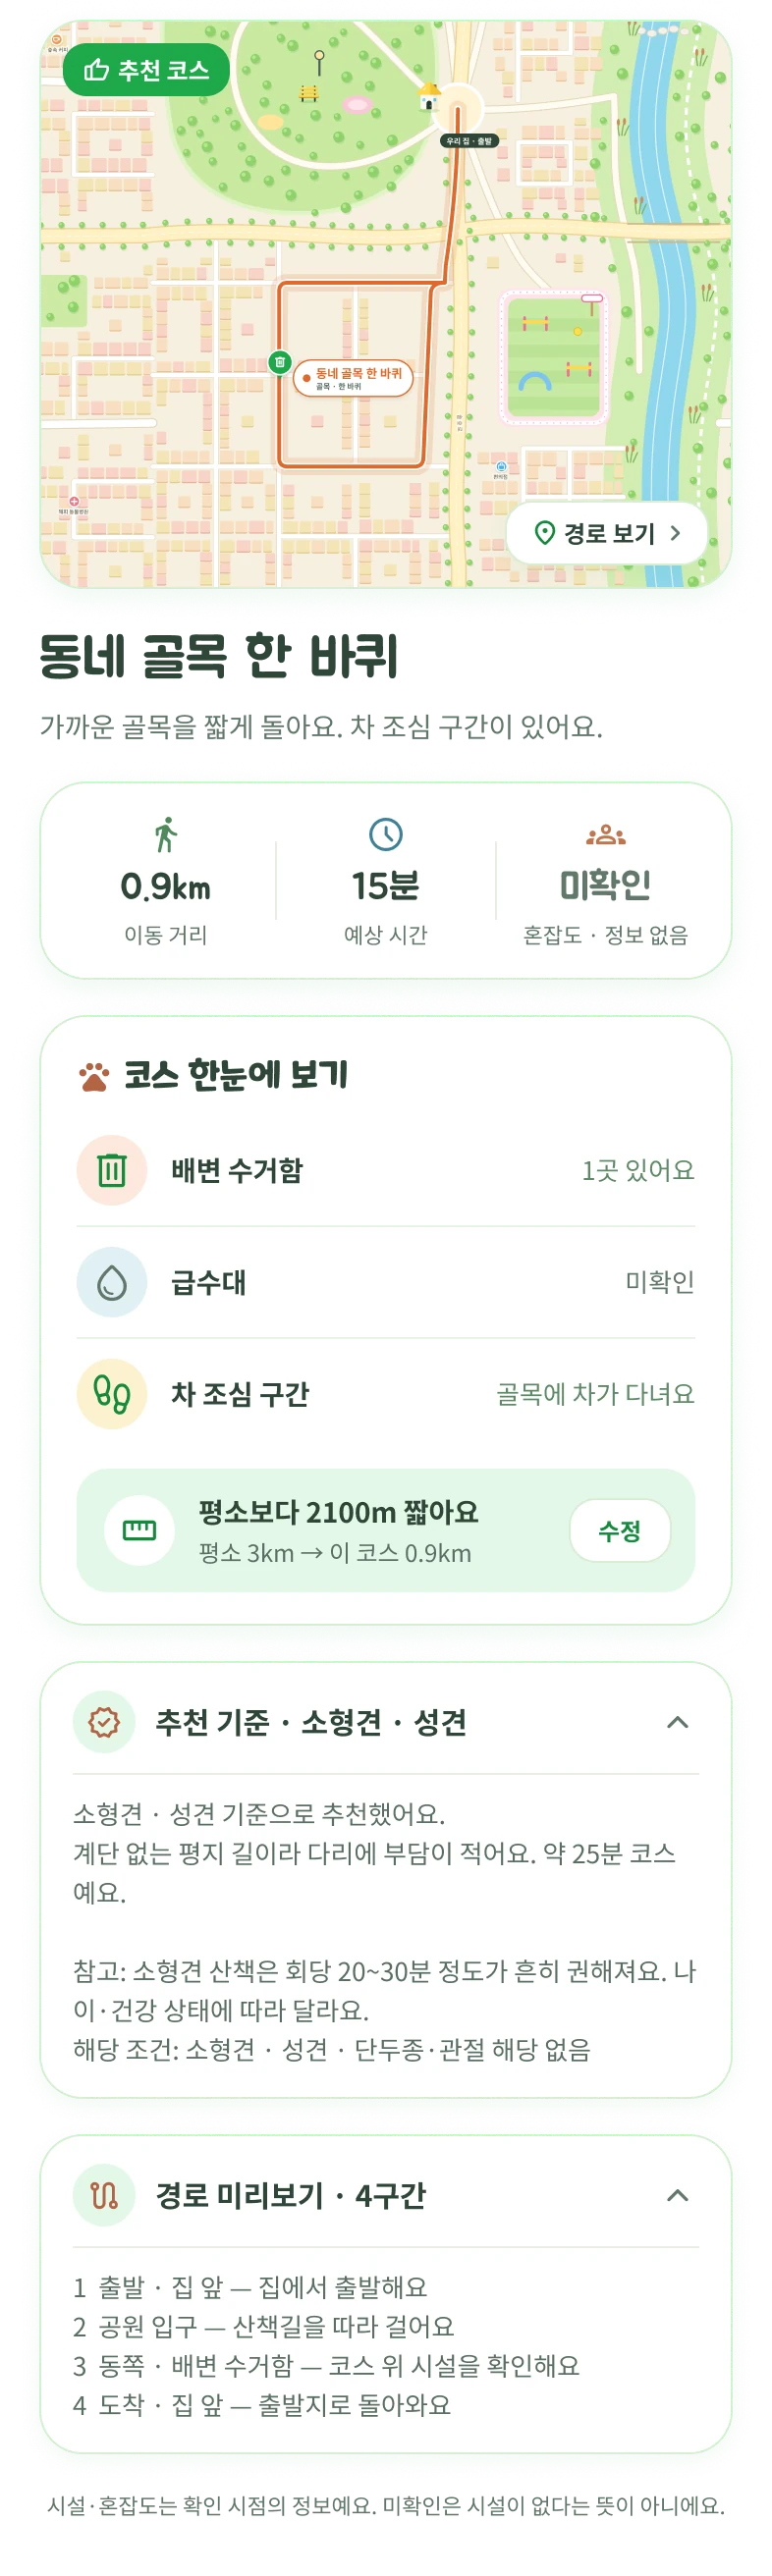 추천 코스
우리 집 · 출발
동네 골목 한 바퀴
골목 · 한 바퀴
편의점
경로 보기
동네 골목 한 바퀴
가까운 골목을 짧게 돌아요. 차 조심 구간이 있어요.
0.9km
이동 거리
15분
예상 시간
미확인
혼잡도 · 정보 없음
코스 한눈에 보기
배변 수거함
1곳 있어요
급수대
미확인
차 조심 구간
골목에 차가 다녀요
평소보다 2100m 짧아요
평소 3km → 이 코스 0.9km
수정
추천 기준 · 소형견 · 성견
소형견 · 성견 기준으로 추천했어요.
계단 없는 평지 길이라 다리에 부담이 적어요. 약 25분 코스
예요.
참고: 소형견 산책은 회당 20~30분 정도가 흔히 권해져요. 나
이·건강 상태에 따라 달라요.
해당 조건: 소형견 · 성견 · 단두종·관절 해당 없음
경로 미리보기 · 4구간
1 출발 · 집 앞 — 집에서 출발해요
2 공원 입구 — 산책길을 따라 걸어요
3 동쪽 · 배변 수거함 — 코스 위 시설을 확인해요
4 도착 · 집 앞 — 출발지로 돌아와요
시설·혼잡도는 확인 시점의 정보예요. 미확인은 시설이 없다는 뜻이 아니에요.